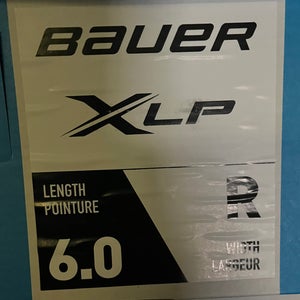 BAUER
XLP
LENGTH
POINTURE
6.0
R
WIDTH
LARGEUR